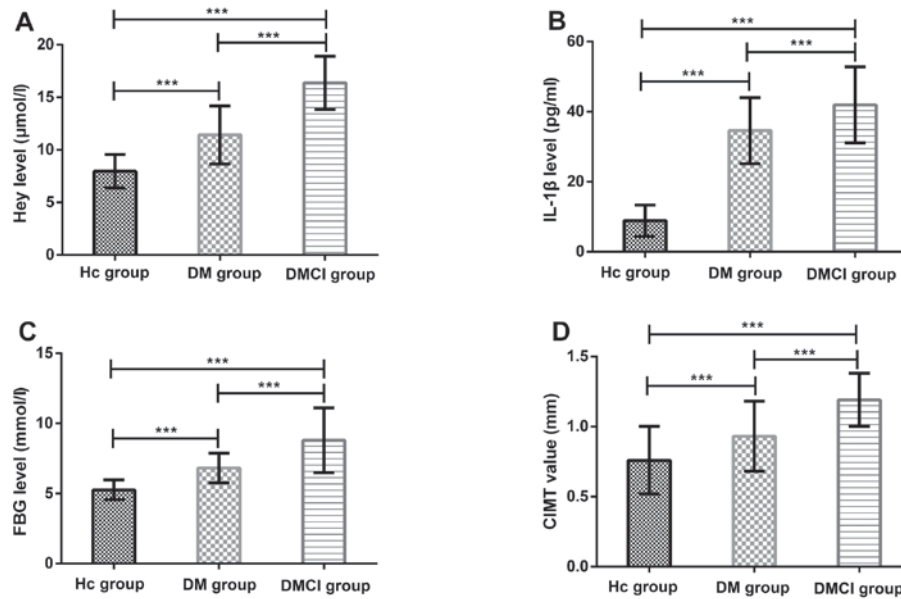 A
Hey level (μmol/l)
20
15
10
5
0
***
***
***
Hc group DM group DMCI group
B
IL-1β level (pg/ml)
60
40
20
0
***
***
***
Hc group DM group DMCI group
C
FBG level (mmol/l)
15
10
5
0
***
***
***
Hc group DM group DMCI group
D
CIMT value (mm)
1.5
1.0
0.5
0.0
***
***
***
Hc group DM group DMCI group